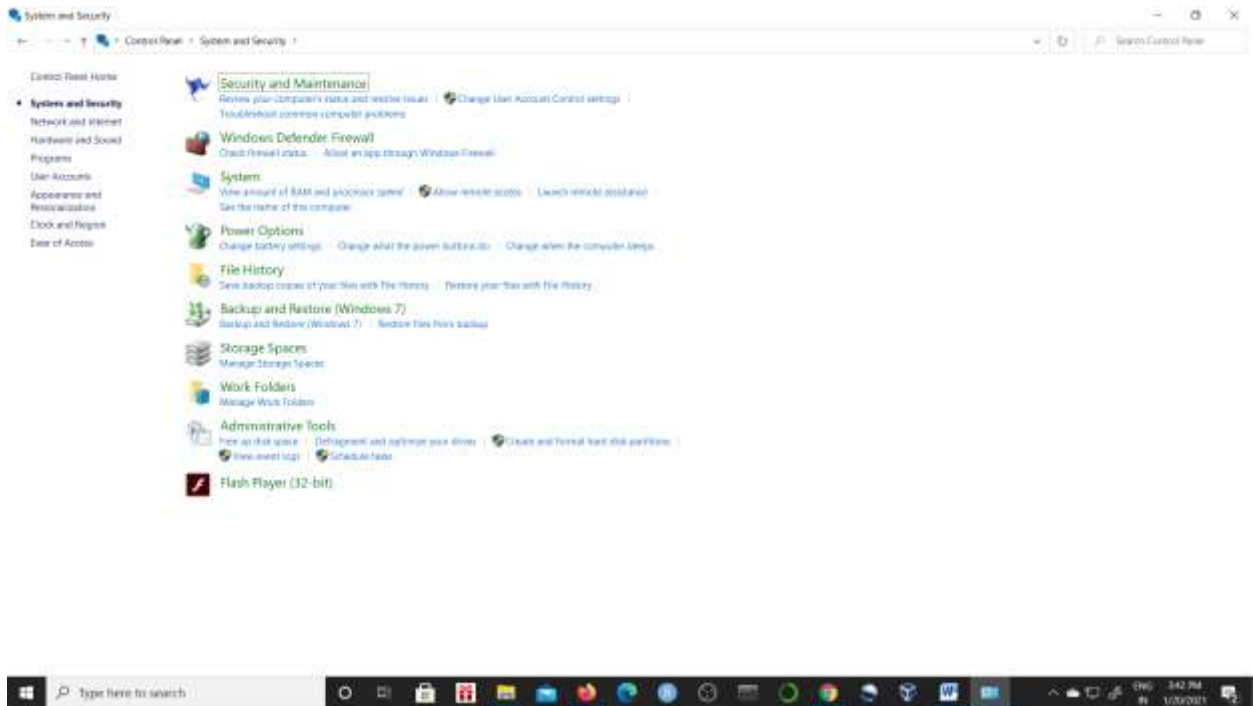 System and Security
Control Panel > System and Security >
Search Control Panel
Control Panel Home
System and Security
Network and Internet
Hardware and Sound
Programs
User Accounts
Appearance and
Personalization
Clock and Region
Ease of Access
Security and Maintenance
Review your computer's status and resolve issues | Change User Account Control settings |
Troubleshoot common computer problems
Windows Defender Firewall
Check firewall status | Allow an app through Windows Firewall
System
View amount of RAM and processor speed | Allow remote access | Launch remote assistance |
See the name of this computer
Power Options
Change battery settings | Change what the power buttons do | Change when the computer sleeps
File History
Save backup copies of your files with File History | Restore your files with File History
Backup and Restore (Windows 7)
Backup and Restore (Windows 7) | Restore files from backup
Storage Spaces
Manage Storage Spaces
Work Folders
Manage Work Folders
Administrative Tools
Free up disk space | Defragment and optimize your drives | Create and format hard disk partitions |
View event logs | Schedule tasks
Flash Player (32-bit)
Type here to search
ENG
IN
3:42 PM
1/20/2021